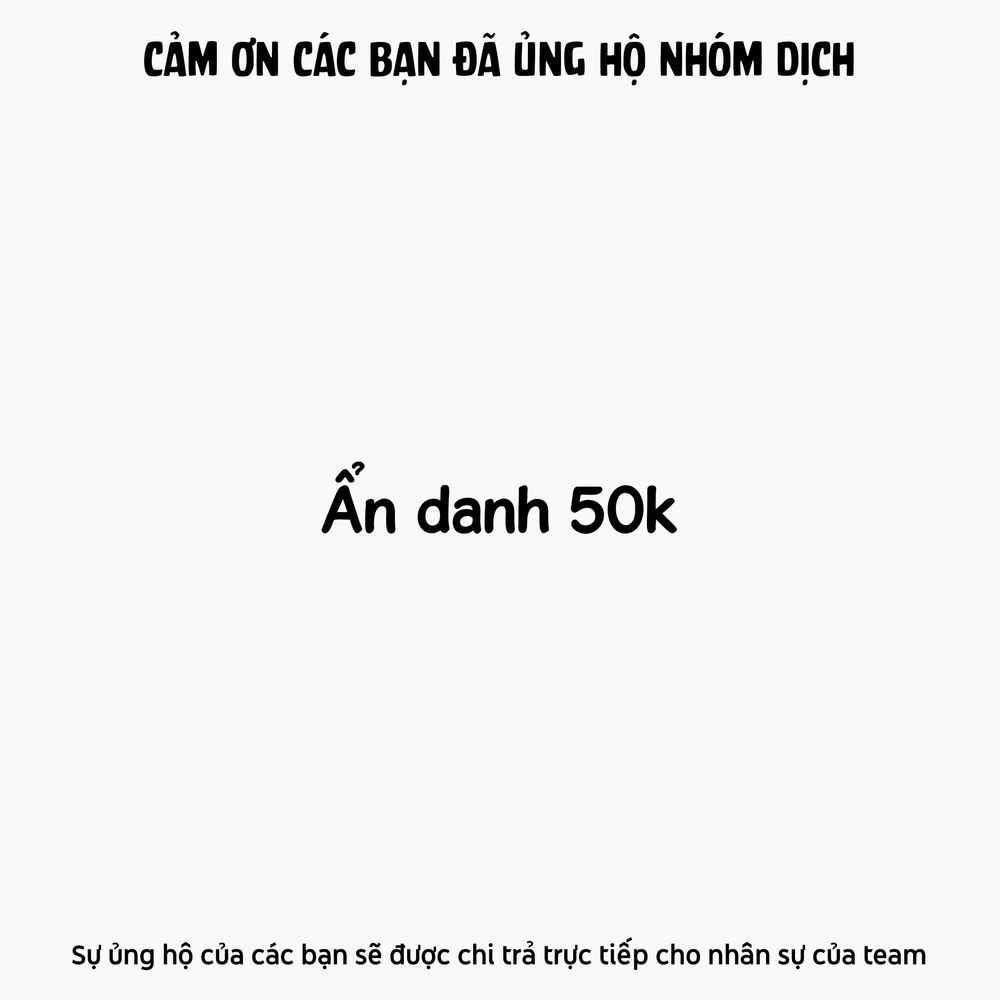 CẢM ƠN CÁC BẠN ĐÃ ỦNG HỘ NHÓM DỊCH
Ẩn danh 50k
Sự ủng hộ của các bạn sẽ được chi trả trực tiếp cho nhân sự của team